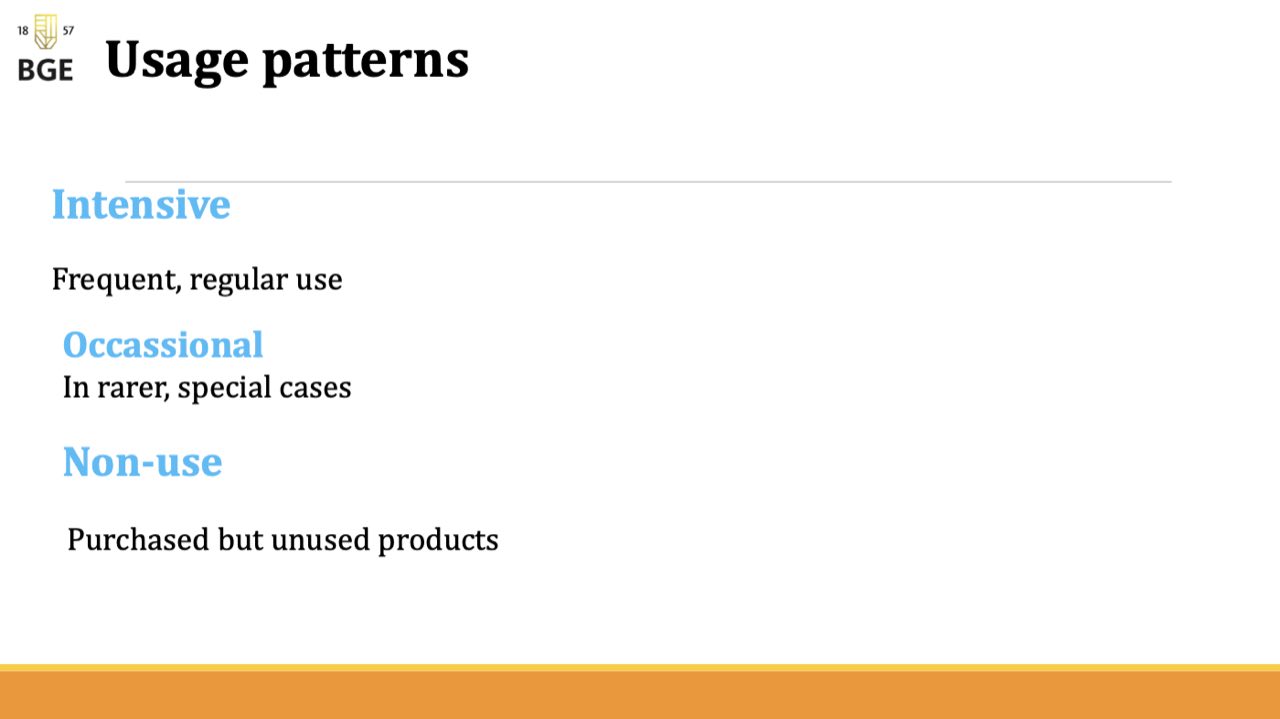 18 57
BGE
Usage patterns
Intensive
Frequent, regular use
Occassional
In rarer, special cases
Non-use
Purchased but unused products